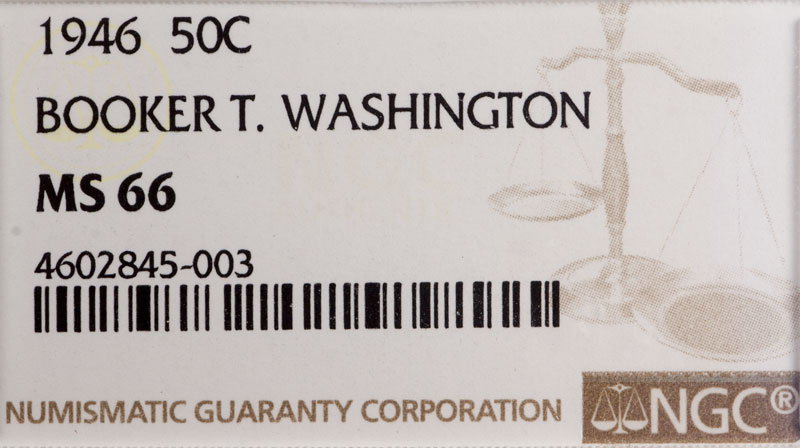 1946 50C
BOOKER T. WASHINGTON
MS 66
4602845-003
NUMISMATIC GUARANTY CORPORATION NGC®